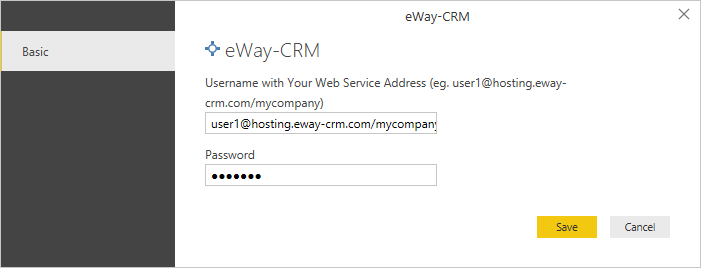 eWay-CRM
Basic
eWay-CRM
Username with Your Web Service Address (eg. user1@hosting.eway-
crm.com/mycompany)
user1@hosting.eway-crm.com/mycompany
Password
●●●●●●●
Save
Cancel